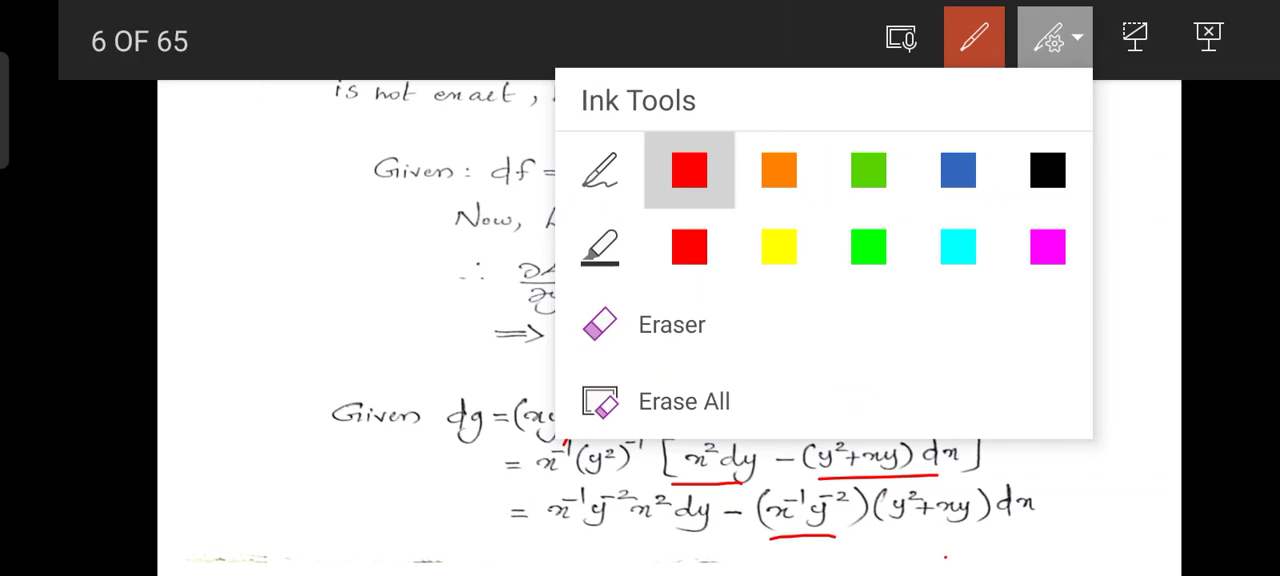 6 OF 65
Ink Tools
is not exact,
Given: df =
Now,
∴ ∂
∂y
⇒
Eraser
Erase All
Given dg = (xy
= x⁻¹(y²)⁻¹ [x²dy − (y²+xy) dx]
= x⁻¹y⁻²x²dy − (x⁻¹y⁻²)(y²+xy)dx